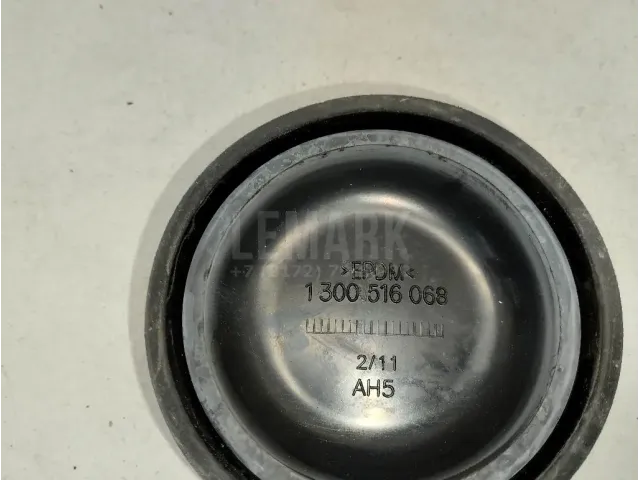 LEMARK
>EPDM<
1 300 516 068
2/11
AH5